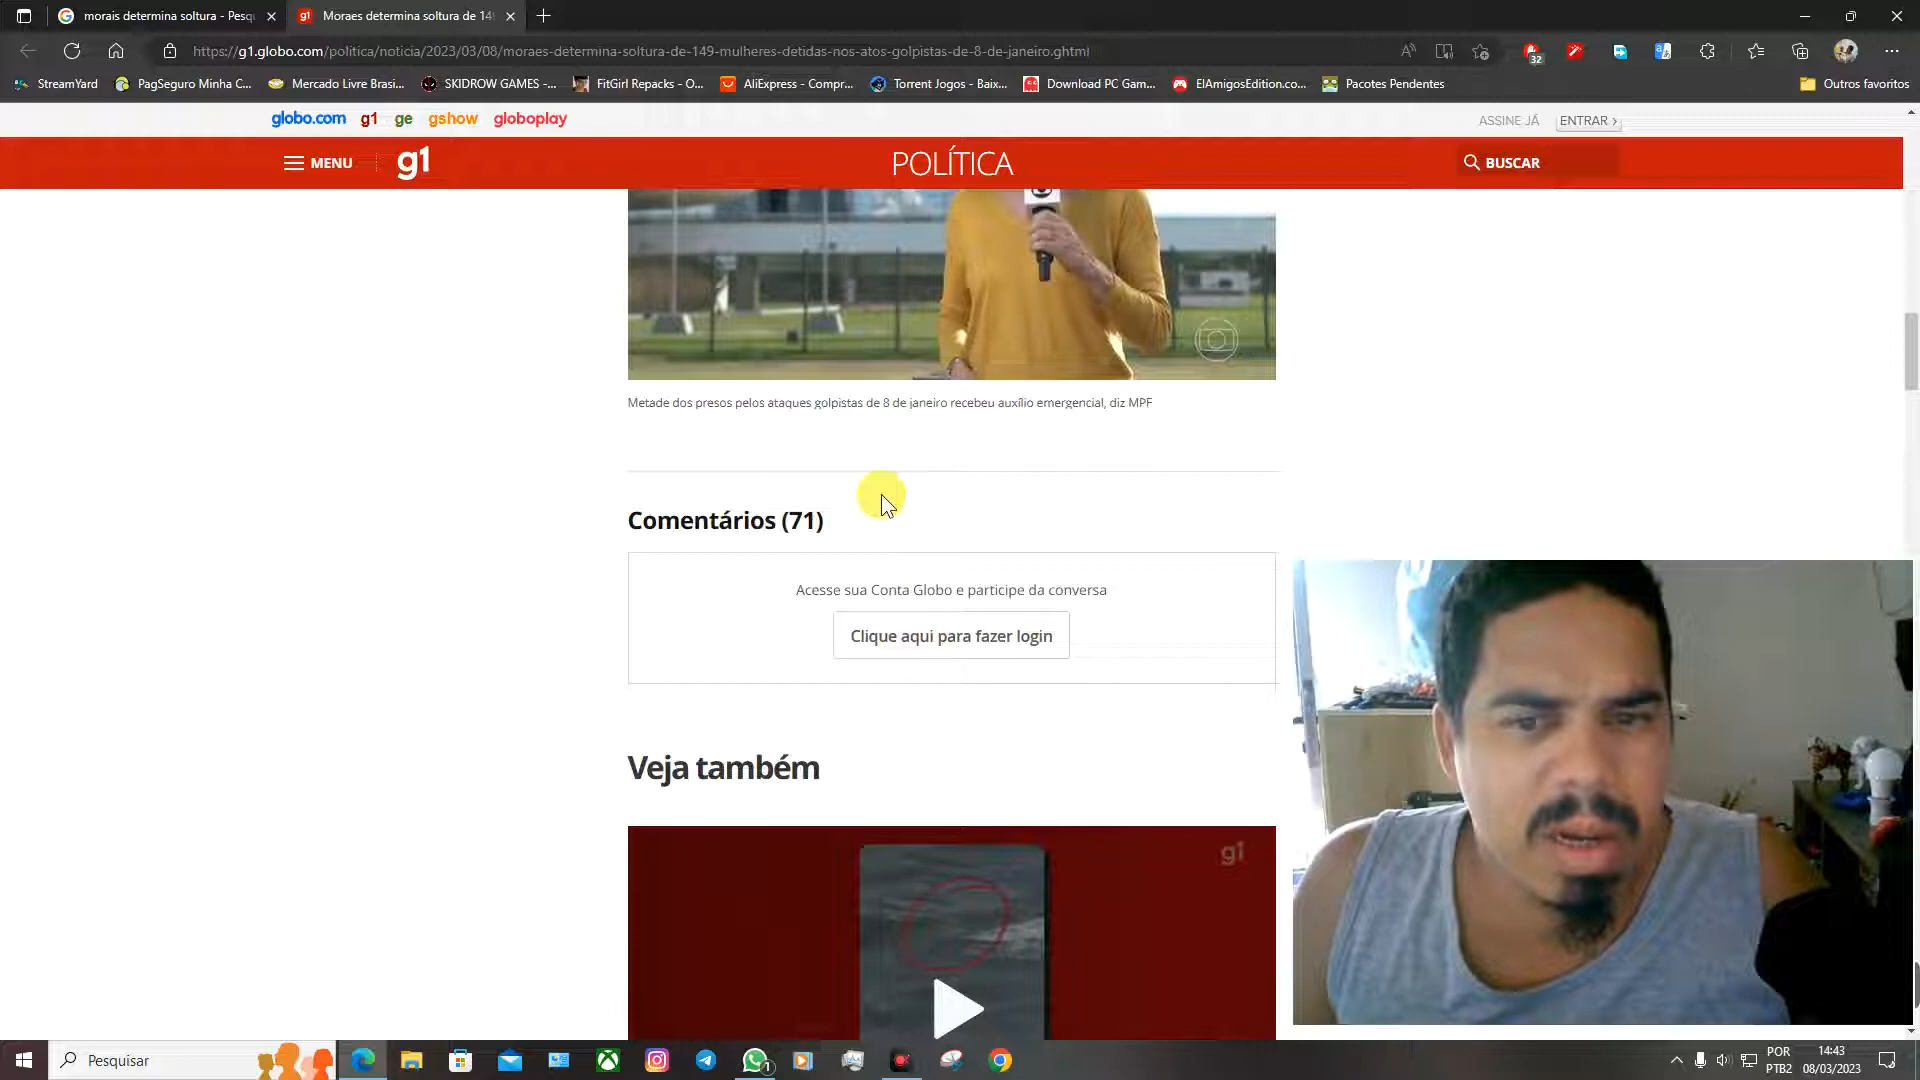 morais determina soltura - Pesqu
Moraes determina soltura de 149
https://g1.globo.com/politica/noticia/2023/03/08/moraes-determina-soltura-de-149-mulheres-detidas-nos-atos-golpistas-de-8-de-janeiro.ghtml
32
StreamYard
PagSeguro Minha C...
Mercado Livre Brasi...
SKIDROW GAMES -...
FitGirl Repacks - O...
AliExpress - Compr...
Torrent Jogos - Baix...
Download PC Gam...
ElAmigosEdition.co...
Pacotes Pendentes
Outros favoritos
globo.com g1 ge gshow globoplay
ASSINE JÁ ENTRAR ›
MENU g1 POLÍTICA BUSCAR
Metade dos presos pelos ataques golpistas de 8 de janeiro recebeu auxílio emergencial, diz MPF
Comentários (71)
Acesse sua Conta Globo e participe da conversa
Clique aqui para fazer login
Veja também
g1
Pesquisar
1
POR
PTB2
14:43
08/03/2023